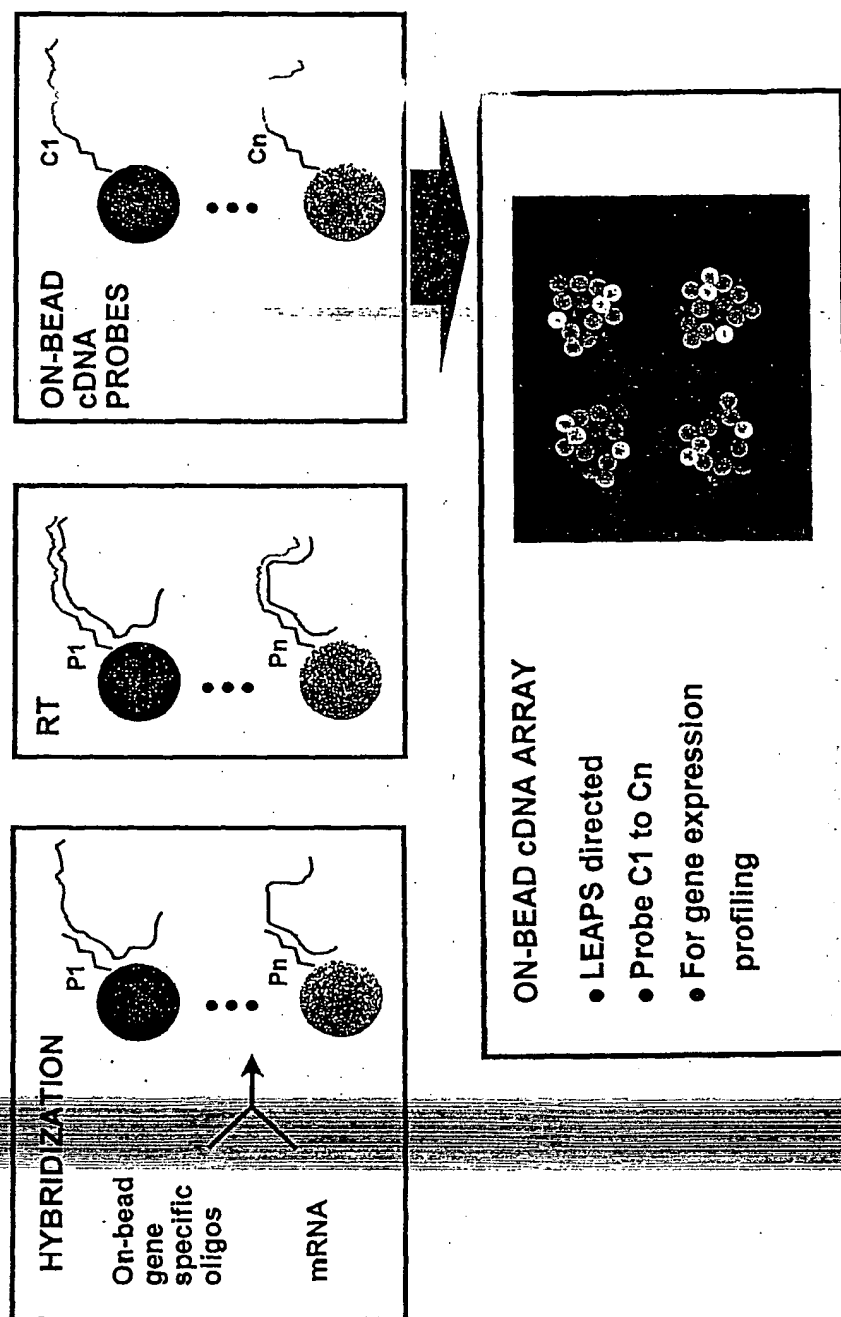 HYBRIDIZATION
On-bead
gene
specific
oligos
mRNA
P1
Pn
RT
P1
Pn
ON-BEAD
cDNA
PROBES
C1
Cn
ON-BEAD cDNA ARRAY
• LEAPS directed
• Probe C1 to Cn
• For gene expression
profiling